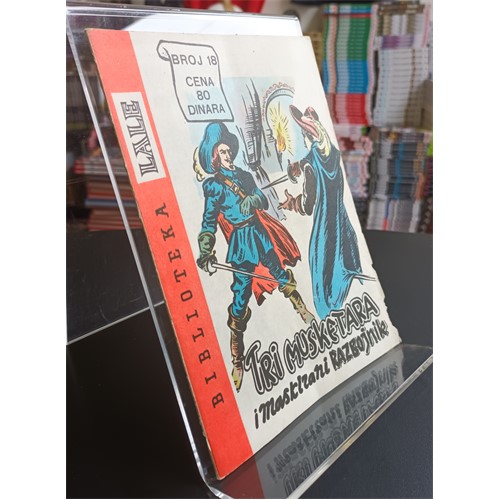 BROJ 18
CENA
80
DINARA
BIBLIOTEKA LALE
TRI MUSKETARA
i MASKIRANI RAZBOJNIK